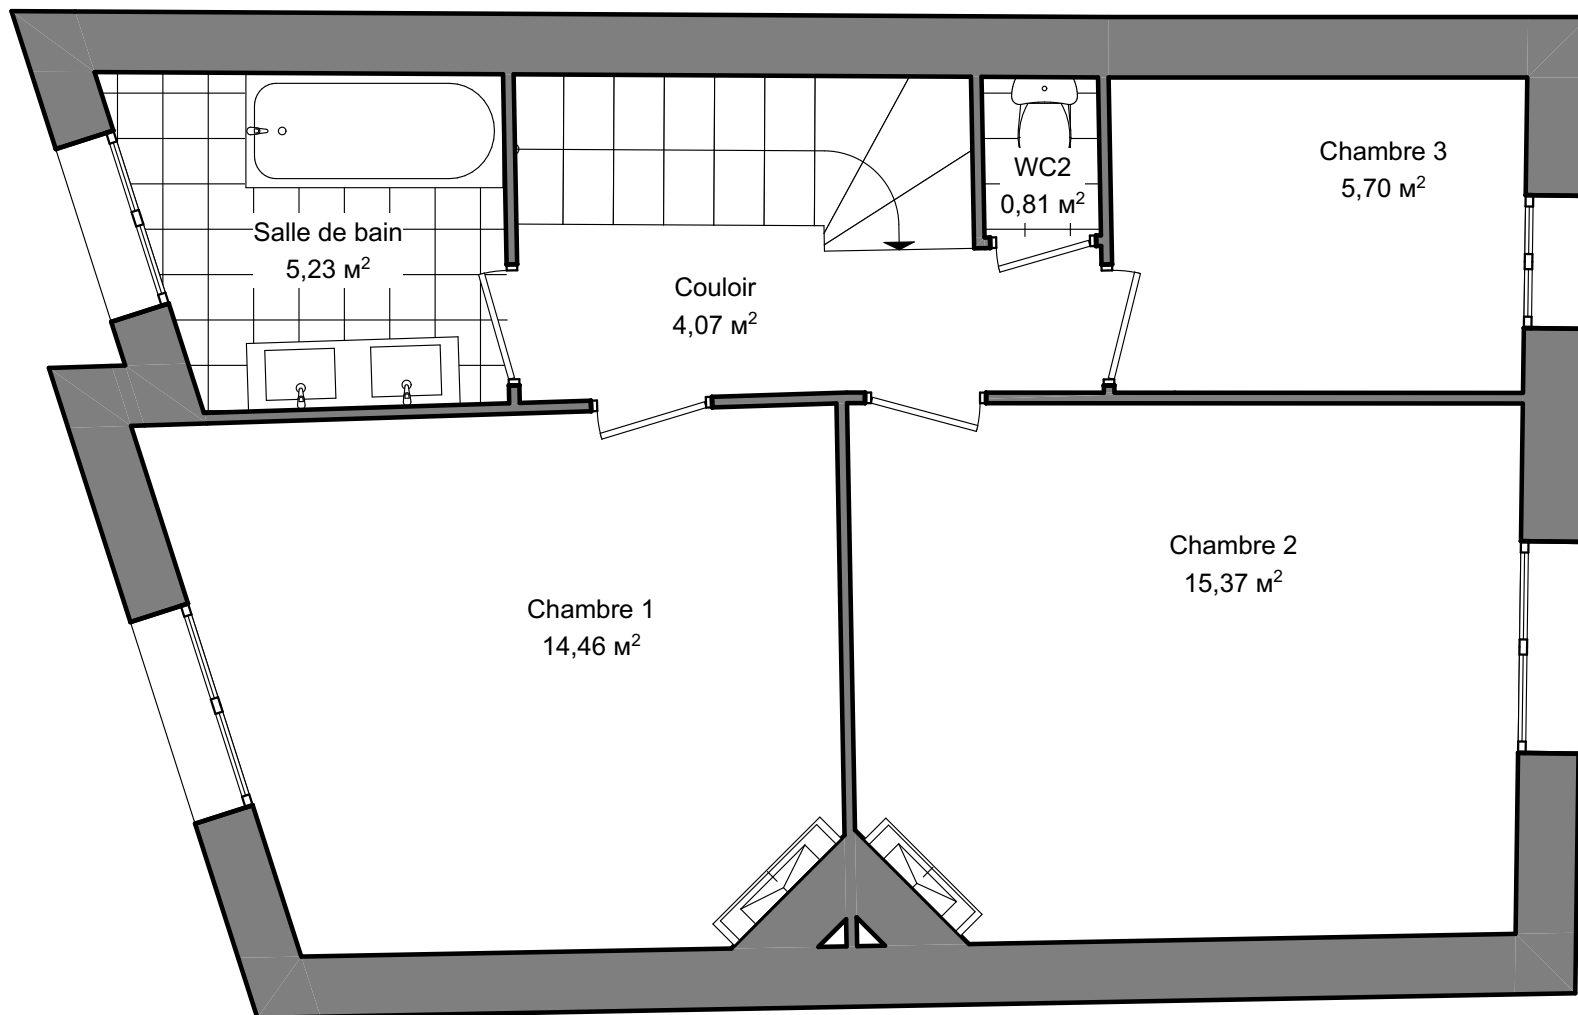 Chambre 3
5,70 м²
WC2
0,81 м²
Salle de bain
5,23 м²
Couloir
4,07 м²
Chambre 2
15,37 м²
Chambre 1
14,46 м²